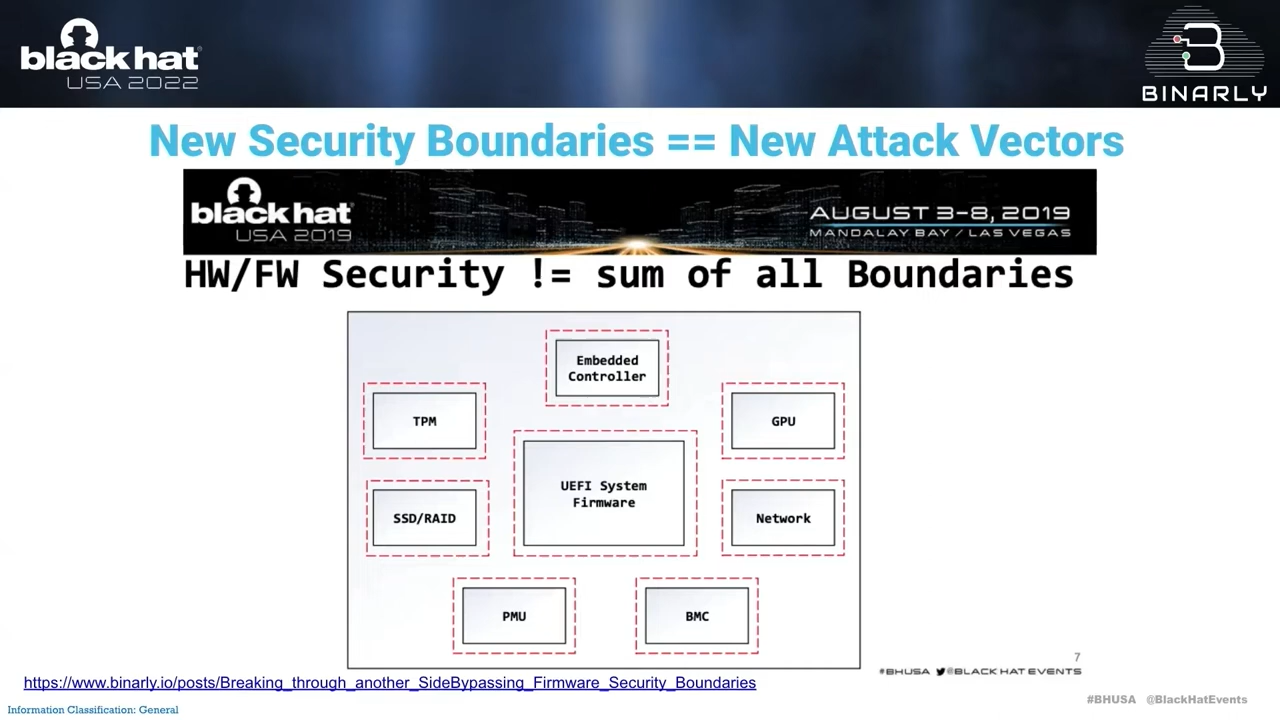 black hat
USA 2022
BINARLY
New Security Boundaries == New Attack Vectors
black hat
USA 2019
AUGUST 3-8, 2019
MANDALAY BAY / LAS VEGAS
HW/FW Security != sum of all Boundaries
Embedded
Controller
TPM
GPU
UEFI System
Firmware
SSD/RAID
Network
PMU
BMC
7
#BHUSA @BLACK HAT EVENTS
https://www.binarly.io/posts/Breaking_through_another_SideBypassing_Firmware_Security_Boundaries
#BHUSA @BlackHatEvents
Information Classification: General